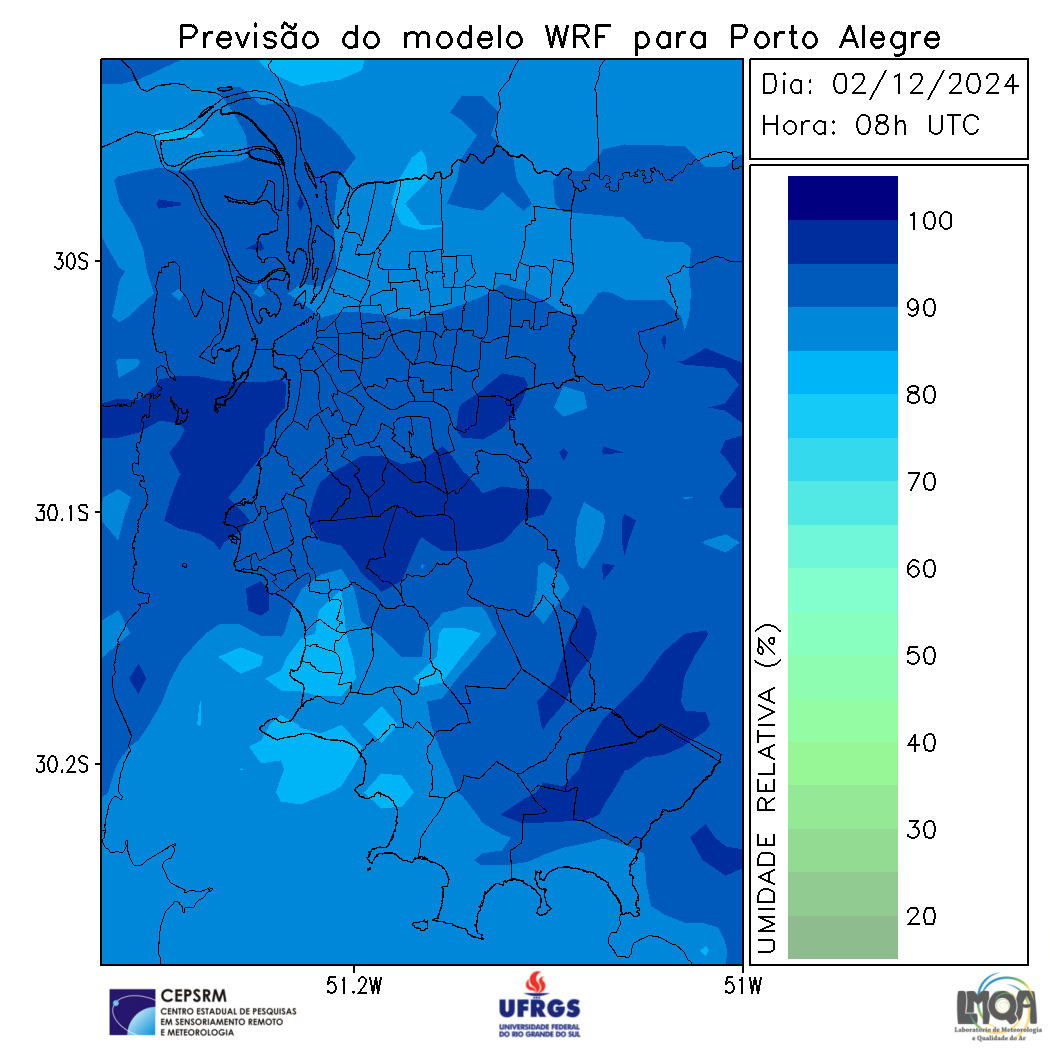 Previsão do modelo WRF para Porto Alegre
Dia: 02/12/2024
Hora: 08h UTC
100
90
80
70
60
50
40
30
20
UMIDADE RELATIVA (%)
30S
30.1S
30.2S
51.2W
51W
CEPSRM
CENTRO ESTADUAL DE PESQUISAS
EM SENSORIAMENTO REMOTO
E METEOROLOGIA
UFRGS
UNIVERSIDADE FEDERAL
DO RIO GRANDE DO SUL
LMQA
Laboratório de Meteorologia
e Qualidade do Ar